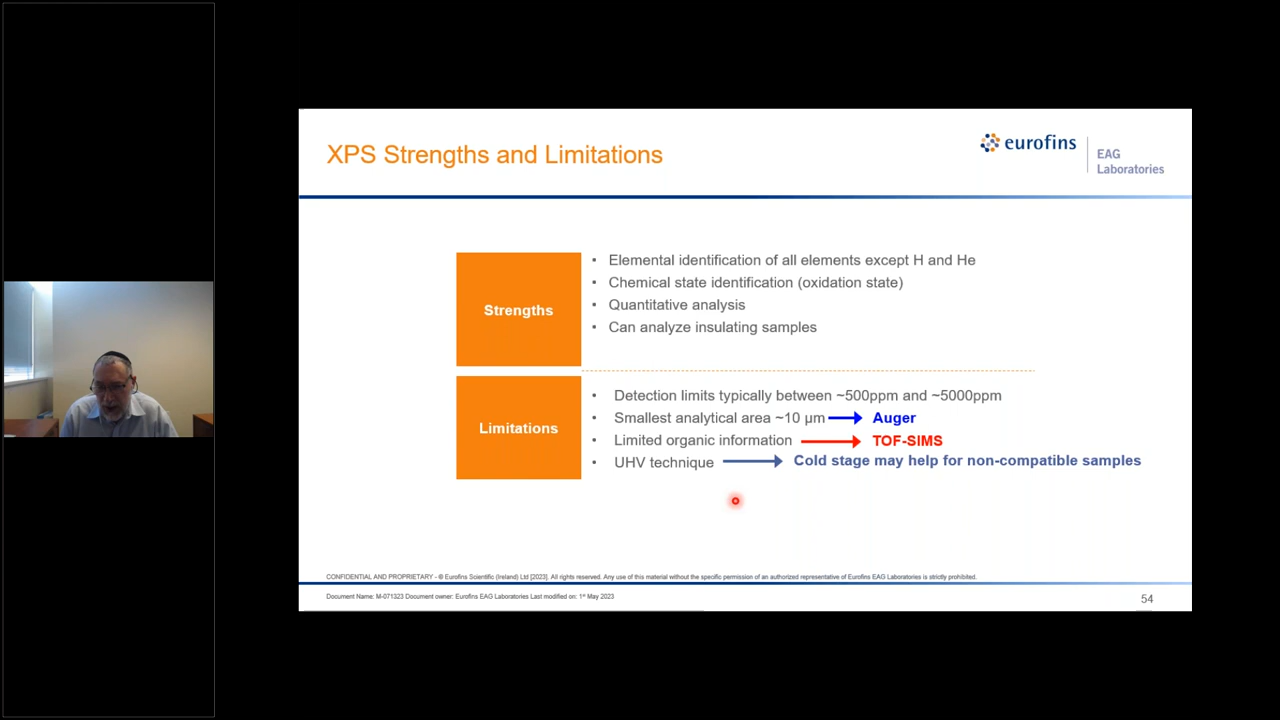 XPS Strengths and Limitations
eurofins
EAG
Laboratories
Strengths
• Elemental identification of all elements except H and He
• Chemical state identification (oxidation state)
• Quantitative analysis
• Can analyze insulating samples
Limitations
• Detection limits typically between ~500ppm and ~5000ppm
• Smallest analytical area ~10 µm → Auger
• Limited organic information → TOF-SIMS
• UHV technique → Cold stage may help for non-compatible samples
CONFIDENTIAL AND PROPRIETARY - © Eurofins Scientific (Ireland) Ltd [2023]. All rights reserved. Any use of this material without the specific permission of an authorized representative of Eurofins EAG Laboratories is strictly prohibited.
Document Name: M-071323 Document owner: Eurofins EAG Laboratories Last modified on: 1st May 2023
54